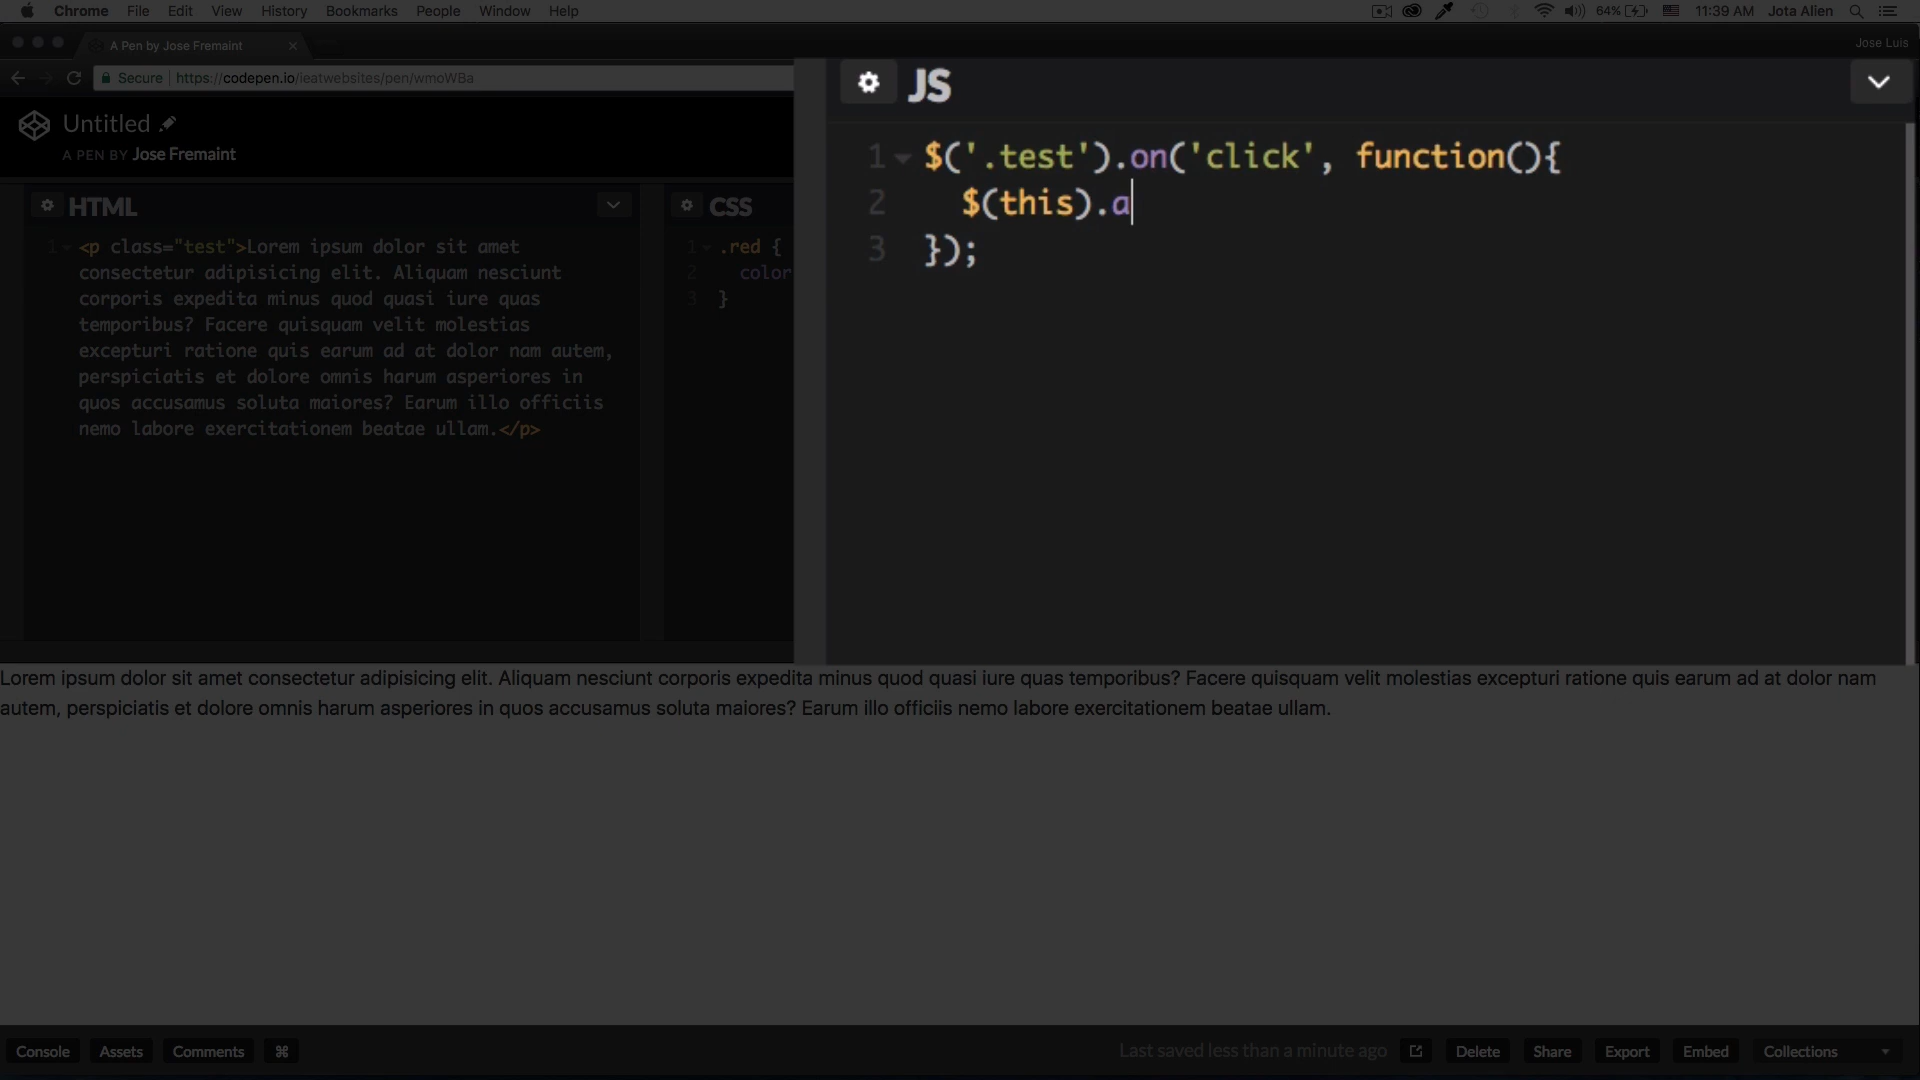 Chrome File Edit View History Bookmarks People Window Help 64% 11:39 AM Jota Alien
A Pen by Jose Fremaint
Jose Luis
Secure https://codepen.io/ieatwebsites/pen/wmoWBa
Untitled
A PEN BY Jose Fremaint
HTML
1 <p class="test">Lorem ipsum dolor sit amet
consectetur adipisicing elit. Aliquam nesciunt
corporis expedita minus quod quasi iure quas
temporibus? Facere quisquam velit molestias
excepturi ratione quis earum ad at dolor nam autem,
perspiciatis et dolore omnis harum asperiores in
quos accusamus soluta maiores? Earum illo officiis
nemo labore exercitationem beatae ullam.</p>
CSS
1 .red {
2 color
3 }
JS
1 $('.test').on('click', function(){
2 $(this).a
3 });
Lorem ipsum dolor sit amet consectetur adipisicing elit. Aliquam nesciunt corporis expedita minus quod quasi iure quas temporibus? Facere quisquam velit molestias excepturi ratione quis earum ad at dolor nam
autem, perspiciatis et dolore omnis harum asperiores in quos accusamus soluta maiores? Earum illo officiis nemo labore exercitationem beatae ullam.
Console Assets Comments ⌘ Last saved less than a minute ago Delete Share Export Embed Collections